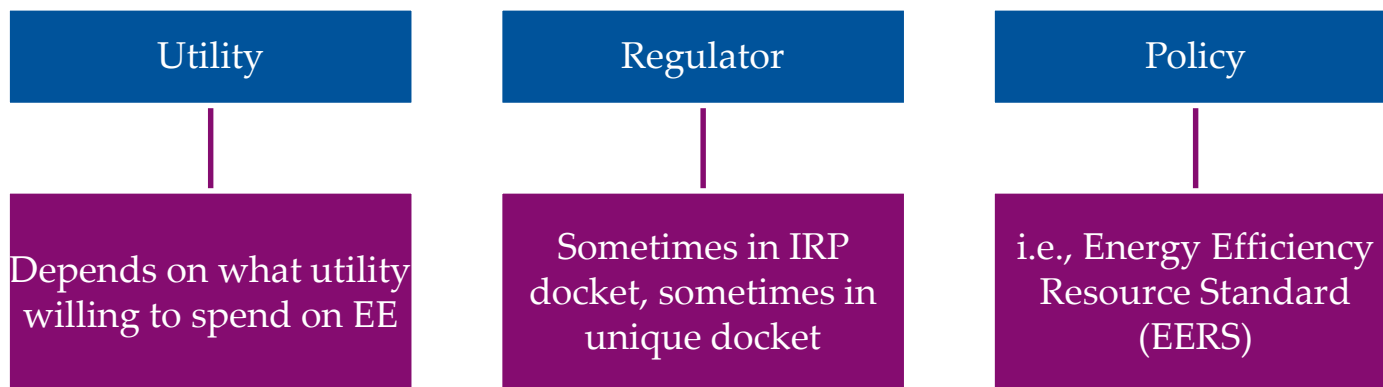 Utility
Regulator
Policy
Depends on what utility
willing to spend on EE
Sometimes in IRP
docket, sometimes in
unique docket
i.e., Energy Efficiency
Resource Standard
(EERS)